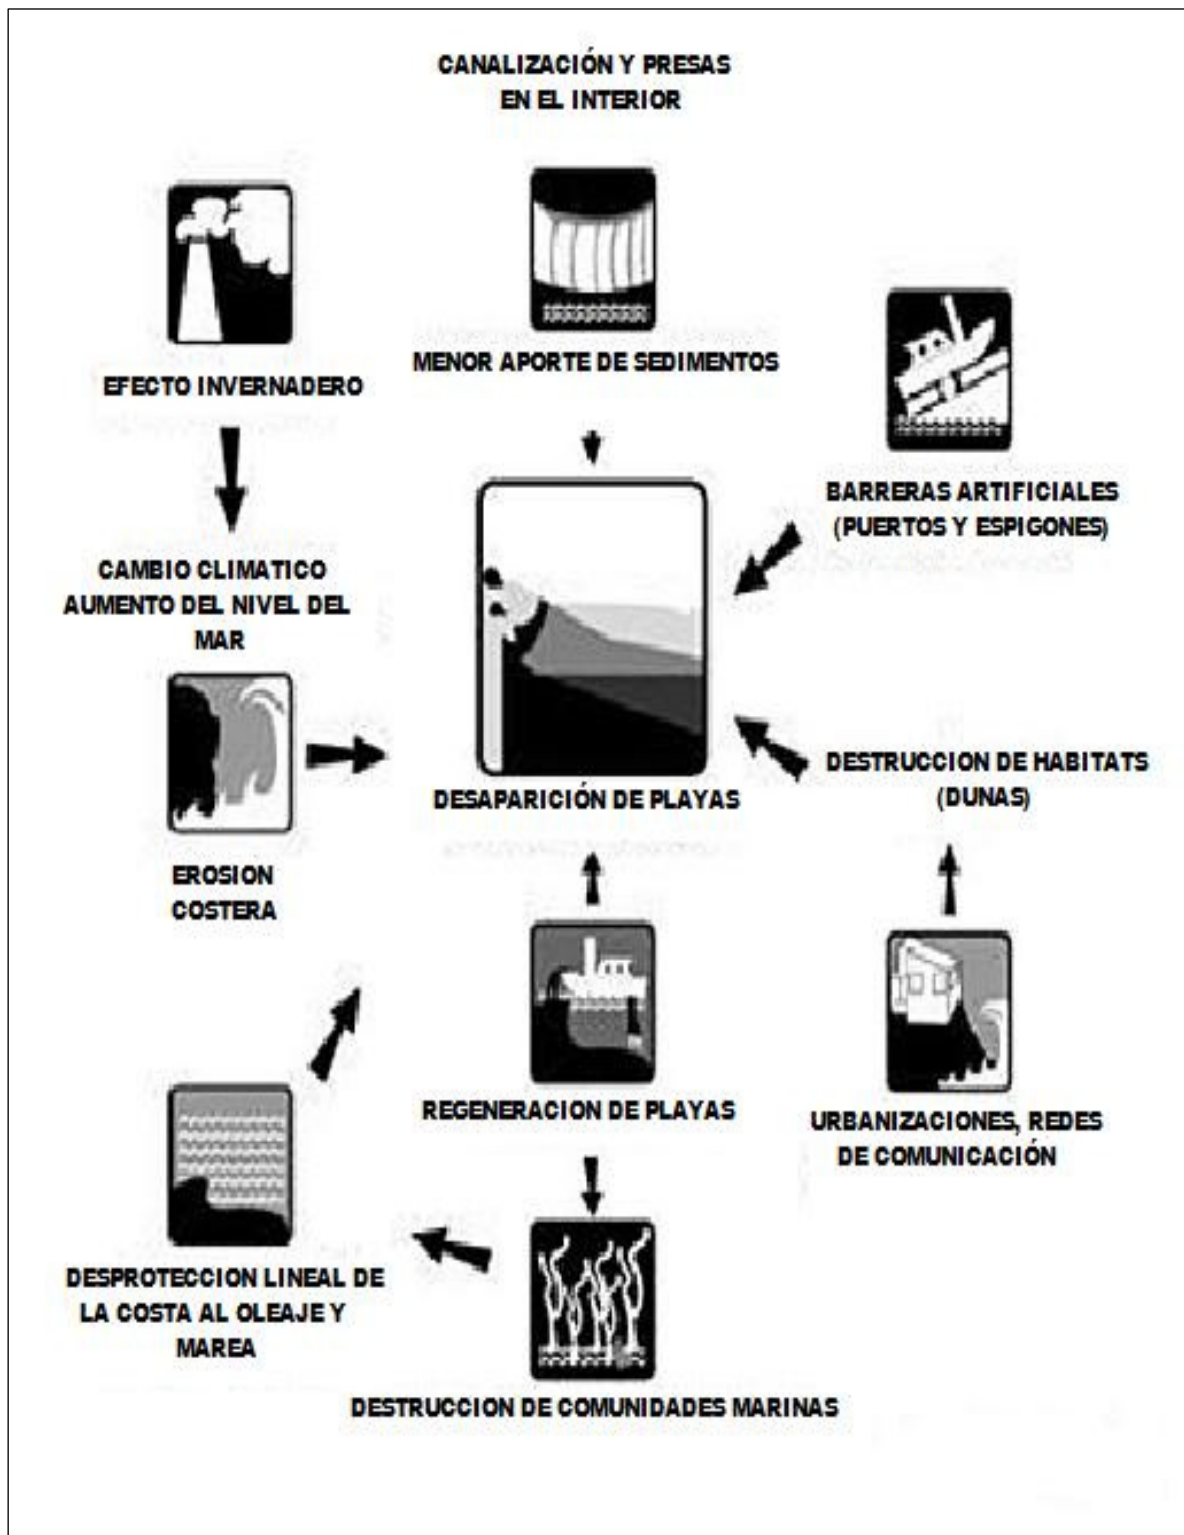 CANALIZACIÓN Y PRESAS
EN EL INTERIOR
EFECTO INVERNADERO
MENOR APORTE DE SEDIMENTOS
BARRERAS ARTIFICIALES
(PUERTOS Y ESPIGONES)
CAMBIO CLIMATICO
AUMENTO DEL NIVEL DEL
MAR
DESTRUCCION DE HABITATS
(DUNAS)
DESAPARICIÓN DE PLAYAS
EROSION
COSTERA
REGENERACION DE PLAYAS
URBANIZACIONES, REDES
DE COMUNICACIÓN
DESPROTECCION LINEAL DE
LA COSTA AL OLEAJE Y
MAREA
DESTRUCCION DE COMUNIDADES MARINAS